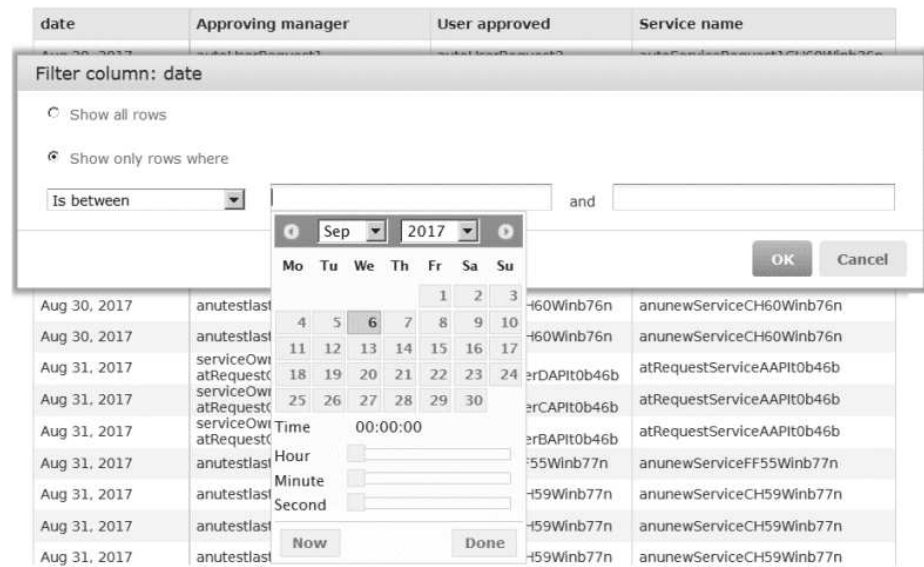 date Approving manager User approved Service name
Filter column: date
Show all rows
Show only rows where
Is between and
Sep 2017
OK Cancel
Mo Tu We Th Fr Sa Su
1 2 3
4 5 6 7 8 9 10
11 12 13 14 15 16 17
18 19 20 21 22 23 24
25 26 27 28 29 30
Time 00:00:00
Hour
Minute
Second
Now Done
Aug 30, 2017 anutestlast H60Winb76n anunewServiceCH60Winb76n
Aug 30, 2017 anutestlast H60Winb76n anunewServiceCH60Winb76n
Aug 31, 2017 serviceOwn atRequestC erDAPIt0b46b atRequestServiceAAPIt0b46b
Aug 31, 2017 serviceOwn atRequestC erCAPIt0b46b atRequestServiceAAPIt0b46b
Aug 31, 2017 serviceOwn atRequestC erBAPIt0b46b atRequestServiceAAPIt0b46b
Aug 31, 2017 anutestlast F55Winb77n anunewServiceFF55Winb77n
Aug 31, 2017 anutestlast H59Winb77n anunewServiceCH59Winb77n
Aug 31, 2017 anutestlast H59Winb77n anunewServiceCH59Winb77n
Aug 31, 2017 anutestlast H59Winb77n anunewServiceCH59Winb77n